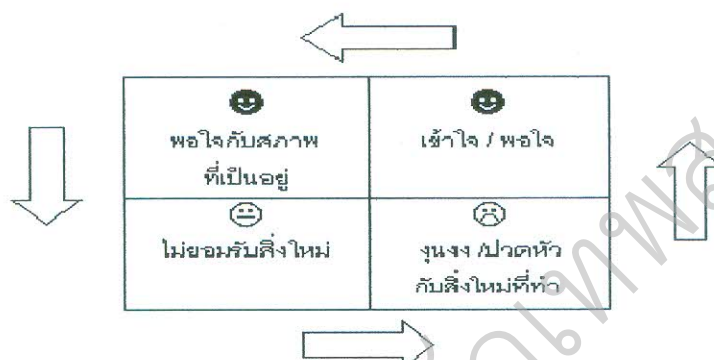 พอใจกับสภาพ
ที่เป็นอยู่
เข้าใจ / พอใจ
ไม่ยอมรับสิ่งใหม่
งุนงง /ปวดหัว
กับสิ่งใหม่ที่ทำ